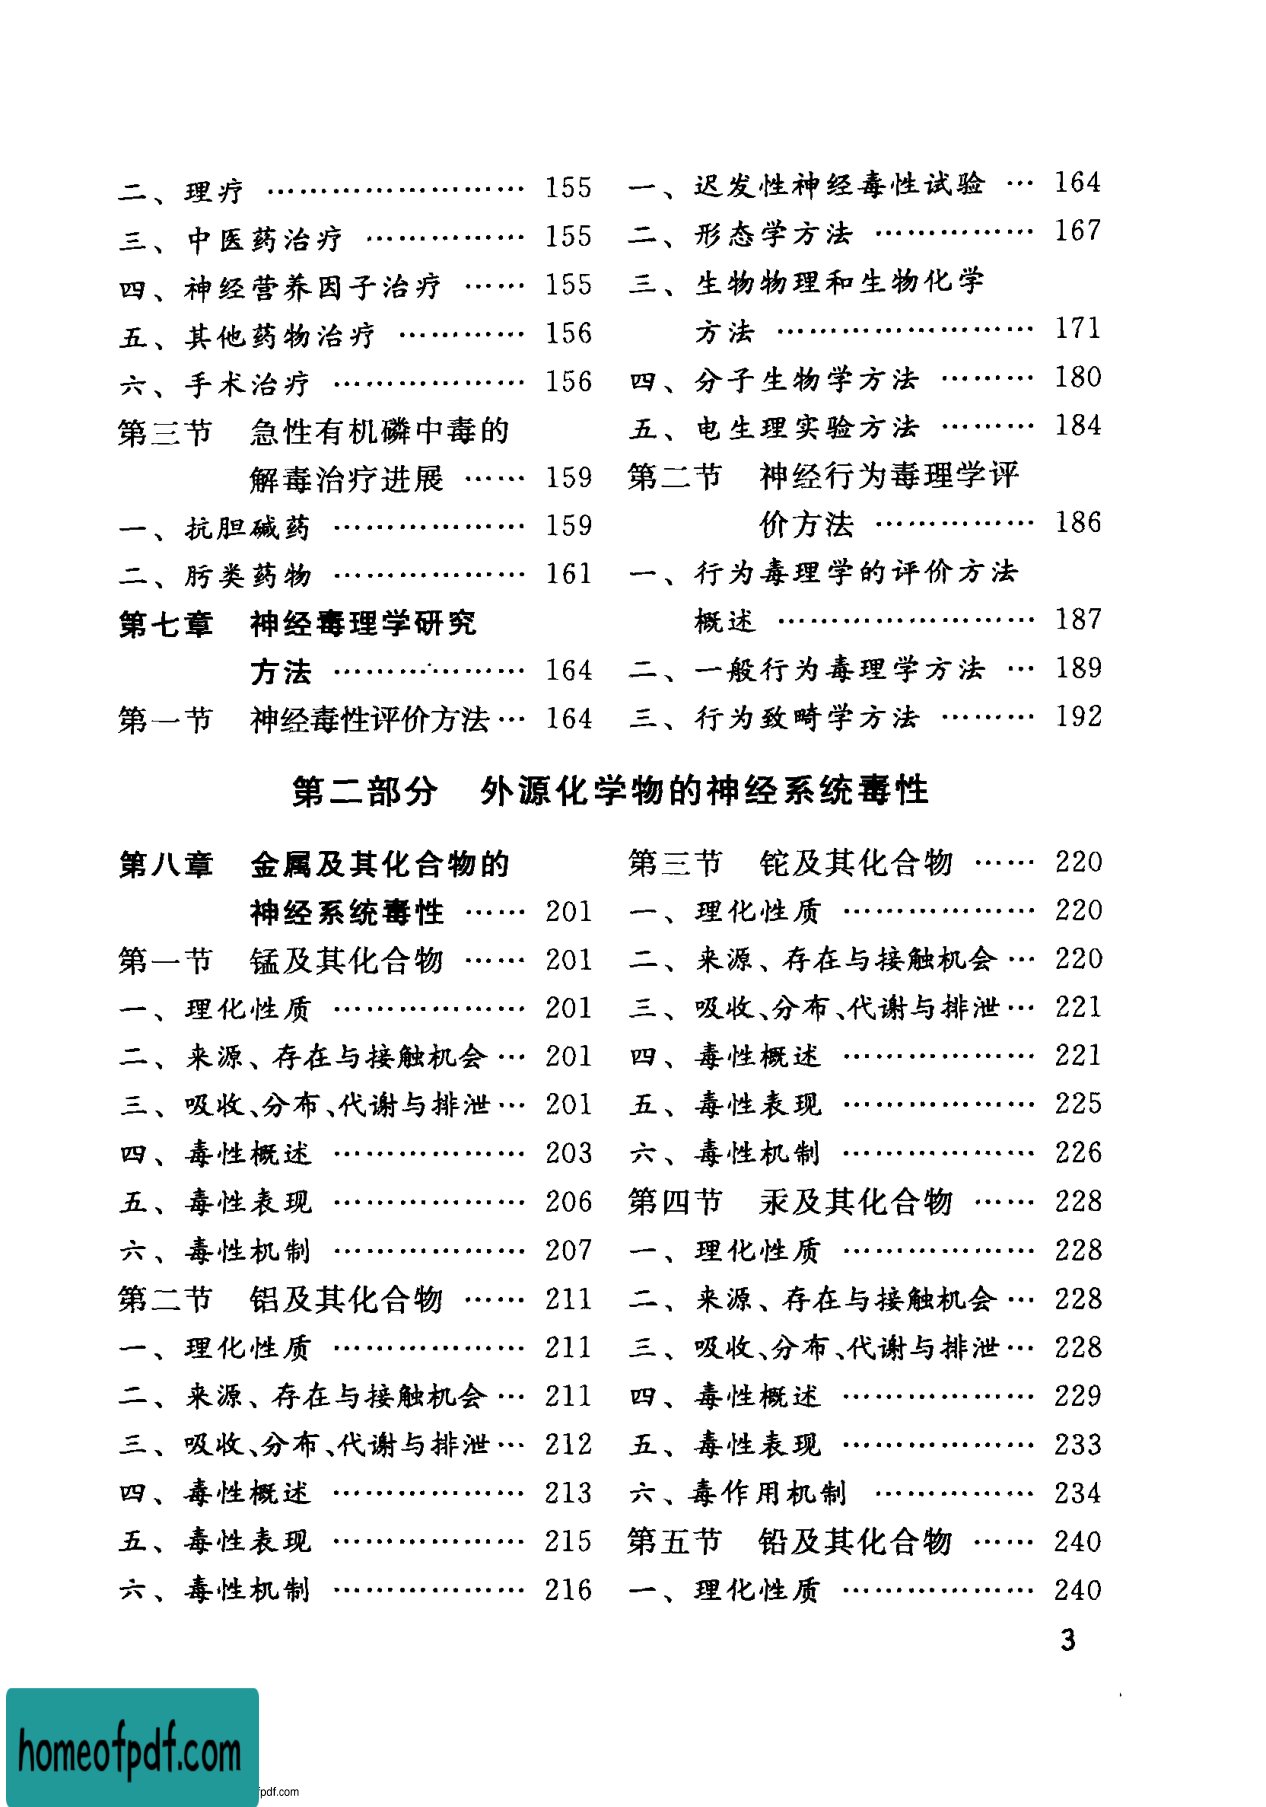 二、理疗 …………………… 155
三、中医药治疗 …………… 155
四、神经营养因子治疗 …… 155
五、其他药物治疗 ………… 156
六、手术治疗 ……………… 156
第三节 急性有机磷中毒的
解毒治疗进展 …… 159
一、抗胆碱药 ……………… 159
二、肟类药物 ……………… 161
第七章 神经毒理学研究
方法 ……………… 164
第一节 神经毒性评价方法… 164
一、迟发性神经毒性试验 … 164
二、形态学方法 …………… 167
三、生物物理和生物化学
方法 …………………… 171
四、分子生物学方法 ……… 180
五、电生理实验方法 ……… 184
第二节 神经行为毒理学评
价方法 …………… 186
一、行为毒理学的评价方法
概述 …………………… 187
二、一般行为毒理学方法 … 189
三、行为致畸学方法 ……… 192
第二部分 外源化学物的神经系统毒性
第八章 金属及其化合物的
神经系统毒性 …… 201
第一节 锰及其化合物 …… 201
一、理化性质 ……………… 201
二、来源、存在与接触机会… 201
三、吸收、分布、代谢与排泄… 201
四、毒性概述 ……………… 203
五、毒性表现 ……………… 206
六、毒性机制 ……………… 207
第二节 铝及其化合物 …… 211
一、理化性质 ……………… 211
二、来源、存在与接触机会… 211
三、吸收、分布、代谢与排泄… 212
四、毒性概述 ……………… 213
五、毒性表现 ……………… 215
六、毒性机制 ……………… 216
第三节 铊及其化合物 …… 220
一、理化性质 ……………… 220
二、来源、存在与接触机会… 220
三、吸收、分布、代谢与排泄… 221
四、毒性概述 ……………… 221
五、毒性表现 ……………… 225
六、毒性机制 ……………… 226
第四节 汞及其化合物 …… 228
一、理化性质 ……………… 228
二、来源、存在与接触机会… 228
三、吸收、分布、代谢与排泄… 228
四、毒性概述 ……………… 229
五、毒性表现 ……………… 233
六、毒作用机制 …………… 234
第五节 铅及其化合物 …… 240
一、理化性质 ……………… 240
3
homeofpdf.com
pdf.com